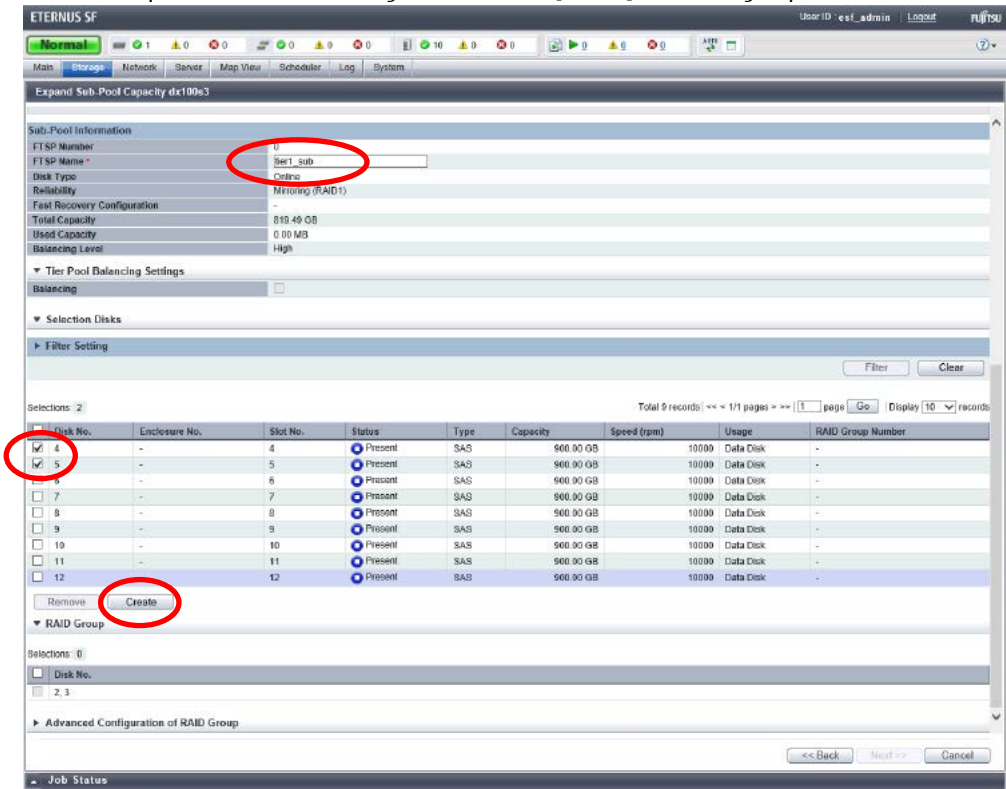 ETERNUS SF User ID : esf_admin Logout FUJITSU
Normal 1 0 0 0 0 0 10 0 0 0 0 0
Main Storage Network Server Map View Scheduler Log System
Expand Sub-Pool Capacity dx100s3
Sub-Pool Information
FTSP Number 0
FTSP Name * tier1_sub
Disk Type Online
Reliability Mirroring (RAID1)
Fast Recovery Configuration -
Total Capacity 819.49 GB
Used Capacity 0.00 MB
Balancing Level High
▼ Tier Pool Balancing Settings
Balancing
▼ Selection Disks
▶ Filter Setting
Filter Clear
Selections: 2 Total 9 records << < 1/1 pages > >> 1 page Go Display 10 records
Disk No. Enclosure No. Slot No. Status Type Capacity Speed (rpm) Usage RAID Group Number
4 - 4 Present SAS 900.00 GB 10000 Data Disk -
5 - 5 Present SAS 900.00 GB 10000 Data Disk -
6 - 6 Present SAS 900.00 GB 10000 Data Disk -
7 - 7 Present SAS 900.00 GB 10000 Data Disk -
8 - 8 Present SAS 900.00 GB 10000 Data Disk -
9 - 9 Present SAS 900.00 GB 10000 Data Disk -
10 - 10 Present SAS 900.00 GB 10000 Data Disk -
11 - 11 Present SAS 900.00 GB 10000 Data Disk -
12 - 12 Present SAS 900.00 GB 10000 Data Disk -
Remove Create
▼ RAID Group
Selections: 0
Disk No.
2, 3
▶ Advanced Configuration of RAID Group
<< Back Next >> Cancel
Job Status